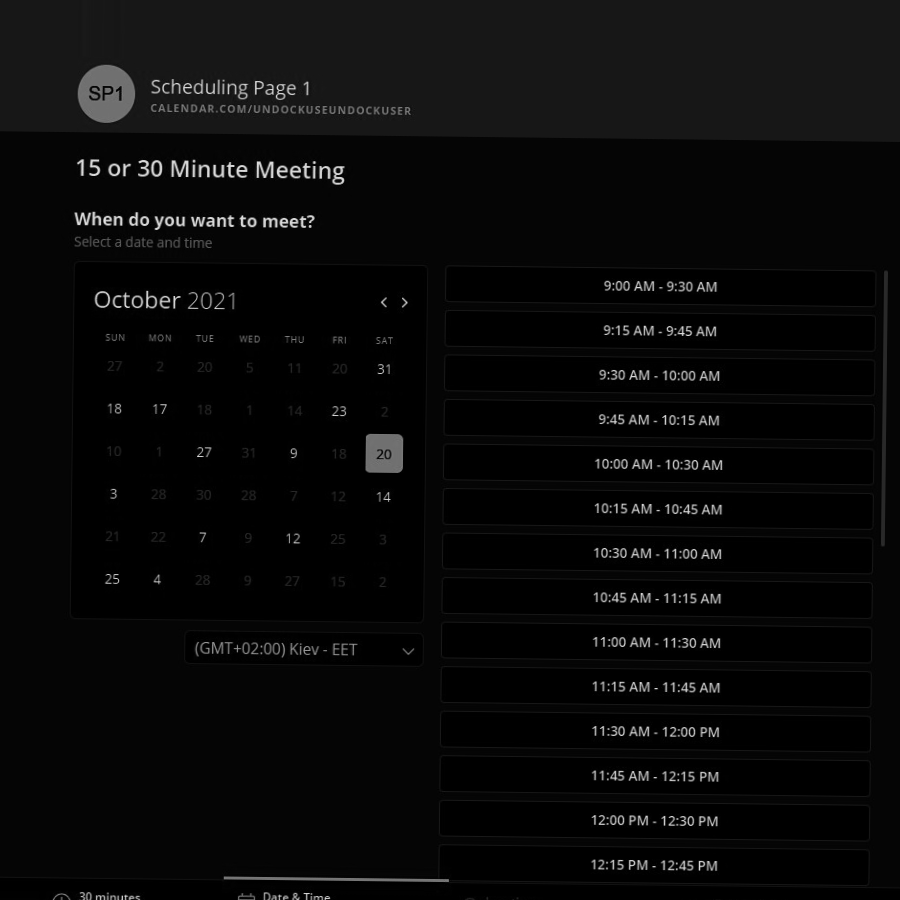 SP1
Scheduling Page 1
CALENDAR.COM/UNDOCKUSEUNDOCKUSER
15 or 30 Minute Meeting
When do you want to meet?
Select a date and time
October 2021
SUN MON TUE WED THU FRI SAT
27 2 20 5 11 20 31
18 17 18 1 14 23 2
10 1 27 31 9 18 20
3 28 30 28 7 12 14
21 22 7 9 12 25 3
25 4 28 9 27 15 2
(GMT+02:00) Kiev - EET
9:00 AM - 9:30 AM
9:15 AM - 9:45 AM
9:30 AM - 10:00 AM
9:45 AM - 10:15 AM
10:00 AM - 10:30 AM
10:15 AM - 10:45 AM
10:30 AM - 11:00 AM
10:45 AM - 11:15 AM
11:00 AM - 11:30 AM
11:15 AM - 11:45 AM
11:30 AM - 12:00 PM
11:45 AM - 12:15 PM
12:00 PM - 12:30 PM
12:15 PM - 12:45 PM
30 minutes
Date & Time